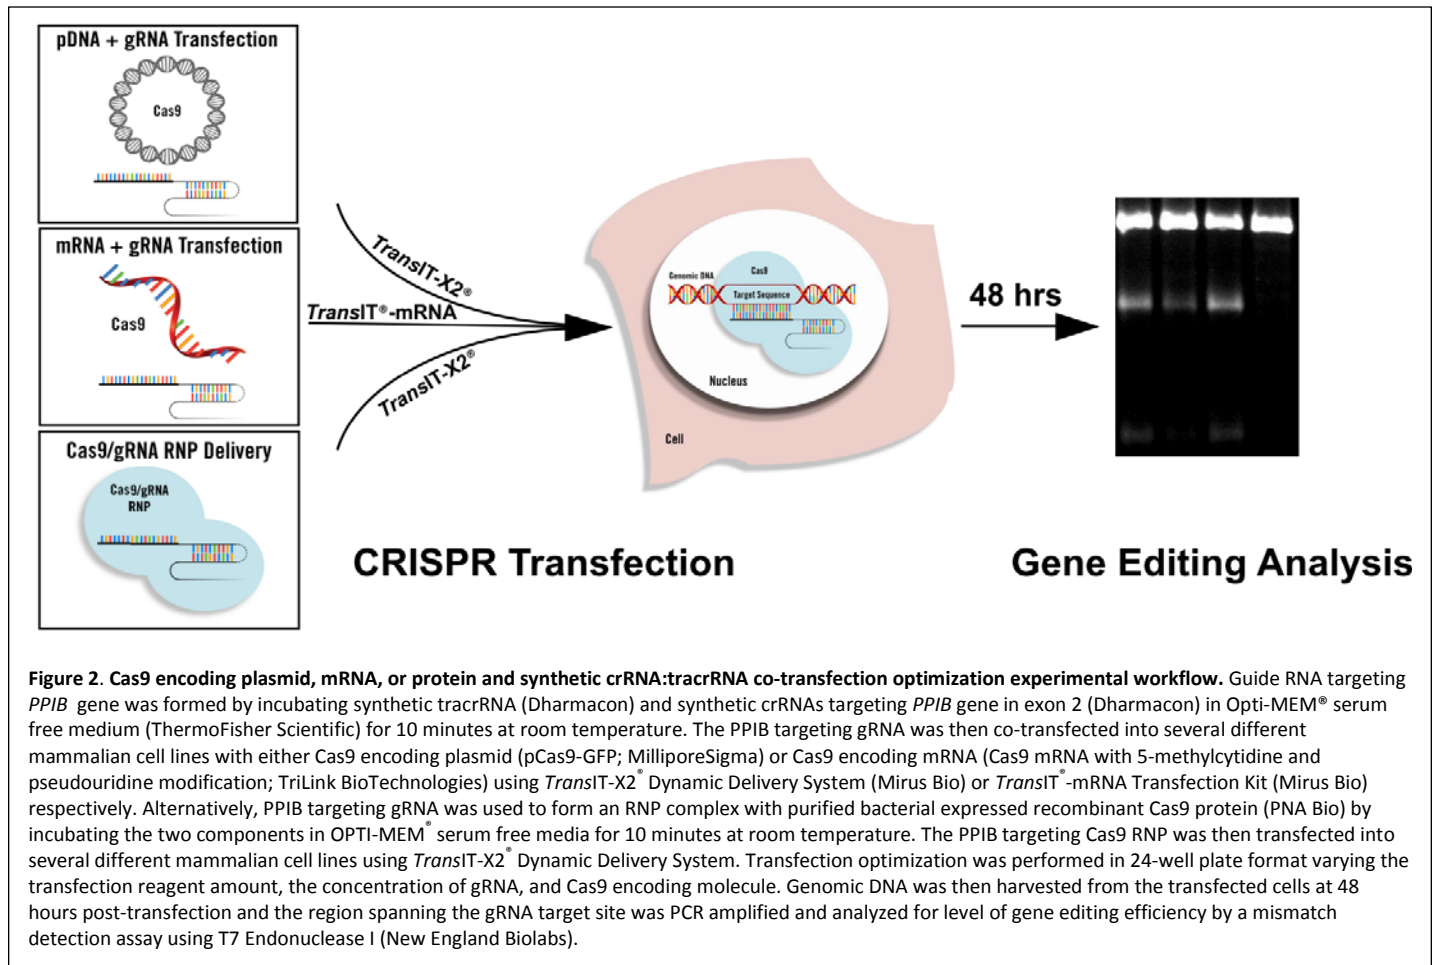 pDNA + gRNA Transfection
Cas9
mRNA + gRNA Transfection
Cas9
Cas9/gRNA RNP Delivery
Cas9/gRNA
RNP
TransIT-X2®
TransIT®-mRNA
TransIT-X2®
Genomic DNA
Cas9
Target Sequence
Nucleus
Cell
48 hrs
CRISPR Transfection
Gene Editing Analysis
Figure 2. Cas9 encoding plasmid, mRNA, or protein and synthetic crRNA:tracrRNA co-transfection optimization experimental workflow. Guide RNA targeting
PPIB gene was formed by incubating synthetic tracrRNA (Dharmacon) and synthetic crRNAs targeting PPIB gene in exon 2 (Dharmacon) in Opti-MEM® serum
free medium (ThermoFisher Scientific) for 10 minutes at room temperature. The PPIB targeting gRNA was then co-transfected into several different
mammalian cell lines with either Cas9 encoding plasmid (pCas9-GFP; MilliporeSigma) or Cas9 encoding mRNA (Cas9 mRNA with 5-methylcytidine and
pseudouridine modification; TriLink BioTechnologies) using TransIT-X2® Dynamic Delivery System (Mirus Bio) or TransIT®-mRNA Transfection Kit (Mirus Bio)
respectively. Alternatively, PPIB targeting gRNA was used to form an RNP complex with purified bacterial expressed recombinant Cas9 protein (PNA Bio) by
incubating the two components in OPTI-MEM® serum free media for 10 minutes at room temperature. The PPIB targeting Cas9 RNP was then transfected into
several different mammalian cell lines using TransIT-X2® Dynamic Delivery System. Transfection optimization was performed in 24-well plate format varying the
transfection reagent amount, the concentration of gRNA, and Cas9 encoding molecule. Genomic DNA was then harvested from the transfected cells at 48
hours post-transfection and the region spanning the gRNA target site was PCR amplified and analyzed for level of gene editing efficiency by a mismatch
detection assay using T7 Endonuclease I (New England Biolabs).